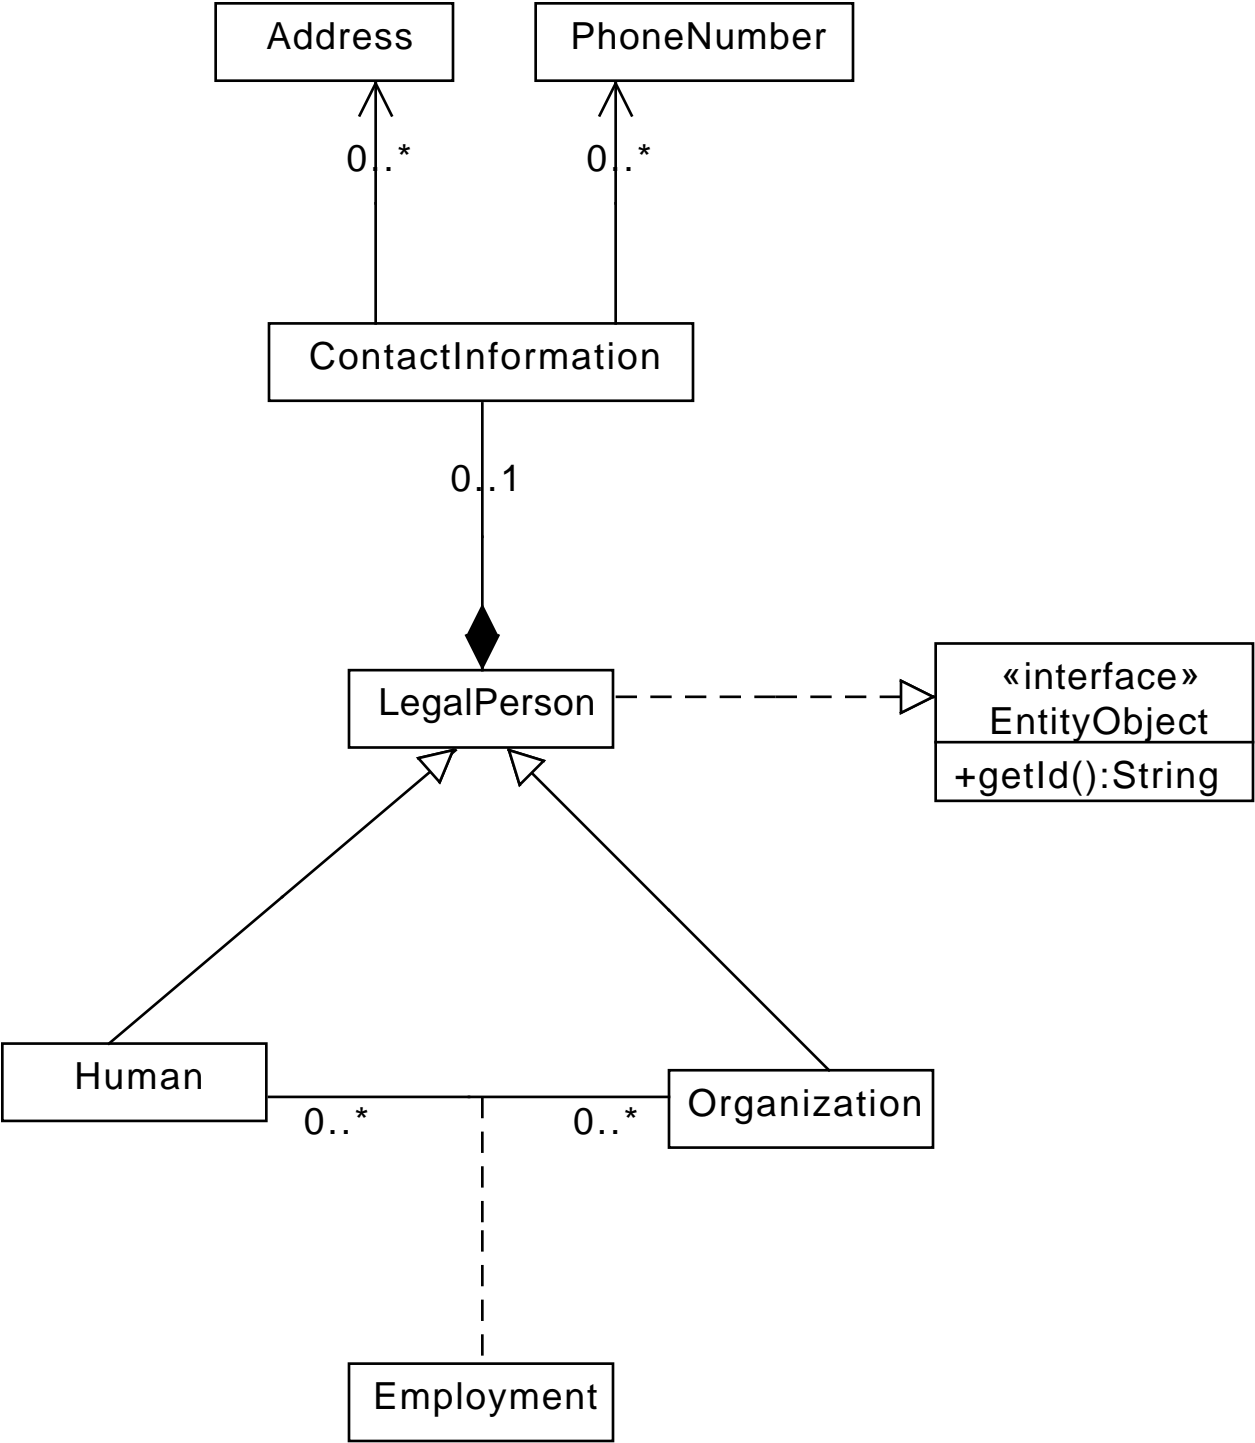 Address
PhoneNumber
0..*
0..*
ContactInformation
0..1
LegalPerson
«interface»
EntityObject
+getId():String
Human
Organization
0..*
0..*
Employment